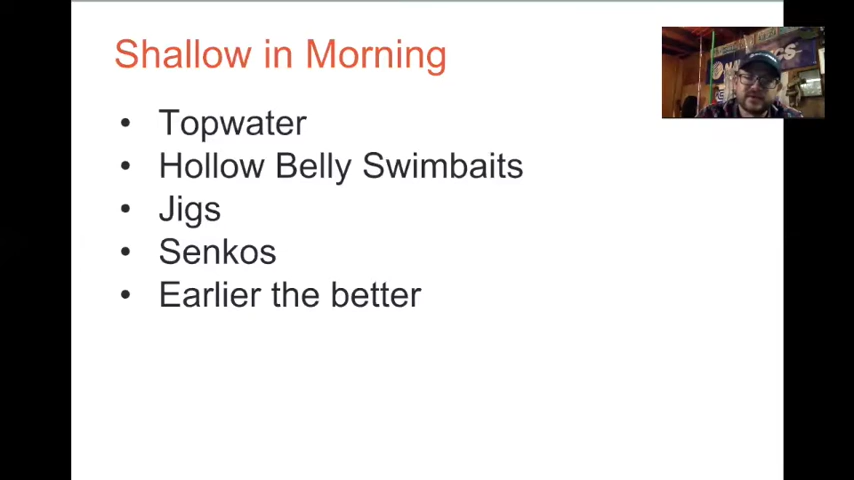 Shallow in Morning
• Topwater
• Hollow Belly Swimbaits
• Jigs
• Senkos
• Earlier the better